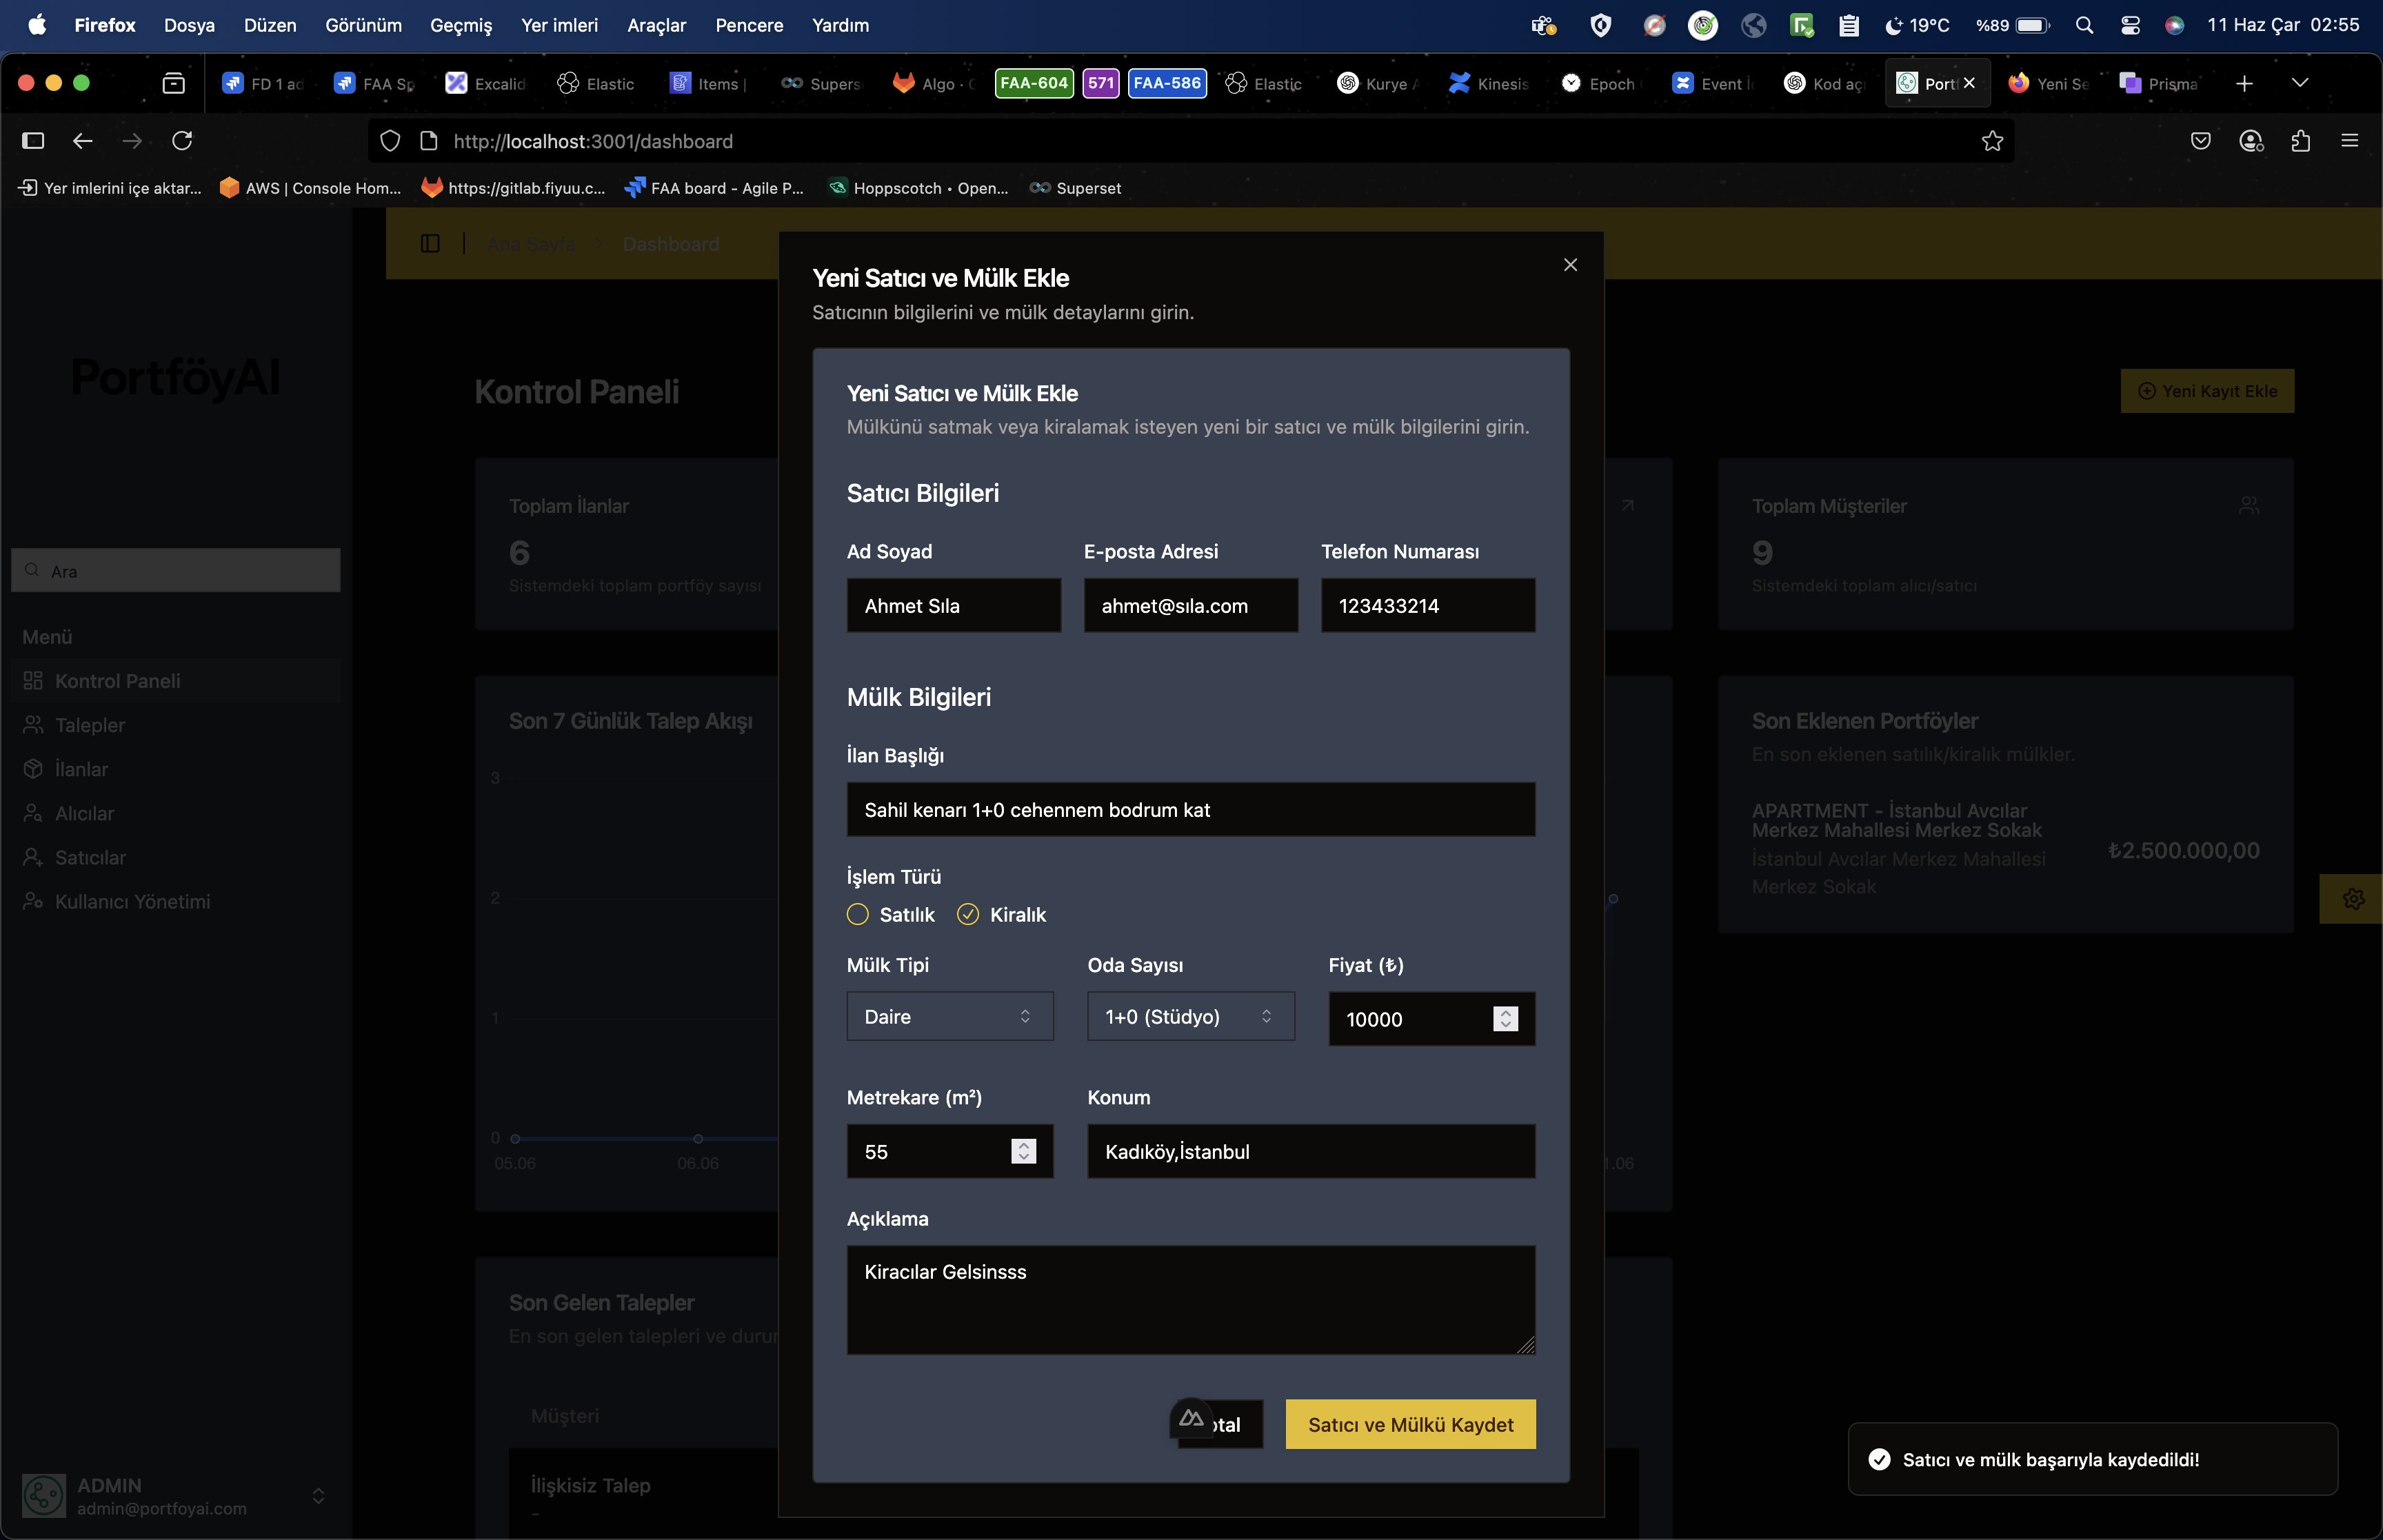 Firefox Dosya Düzen Görünüm Geçmiş Yer imleri Araçlar Pencere Yardım 19°C %89 11 Haz Çar 02:55
FD 1 ad FAA Sp Excalid Elastic Items | Supers Algo · FAA-604 571 FAA-586 Elastic Kurye A Kinesis Epoch Event İ Kod aç Port Yeni Se Prisma
http://localhost:3001/dashboard
Yer imlerini içe aktar... AWS | Console Hom... https://gitlab.fiyuu.c... FAA board - Agile P... Hoppscotch • Open... Superset
Ana Sayfa > Dashboard
PortföyAI
Ara
Menü
Kontrol Paneli
Talepler
İlanlar
Alıcılar
Satıcılar
Kullanıcı Yönetimi
ADMIN
admin@portfoyai.com
Kontrol Paneli
Yeni Kayıt Ekle
Toplam İlanlar
6
Sistemdeki toplam portföy sayısı
Toplam Müşteriler
9
Sistemdeki toplam alıcı/satıcı
Son 7 Günlük Talep Akışı
3
2
1
0
05.06 06.06 1.06
Son Eklenen Portföyler
En son eklenen satılık/kiralık mülkler.
APARTMENT - İstanbul Avcılar
Merkez Mahallesi Merkez Sokak
İstanbul Avcılar Merkez Mahallesi
Merkez Sokak
₺2.500.000,00
Son Gelen Talepler
En son gelen talepleri ve durur
Müşteri
İlişkisiz Talep
-
Yeni Satıcı ve Mülk Ekle
Satıcının bilgilerini ve mülk detaylarını girin.
Yeni Satıcı ve Mülk Ekle
Mülkünü satmak veya kiralamak isteyen yeni bir satıcı ve mülk bilgilerini girin.
Satıcı Bilgileri
Ad Soyad E-posta Adresi Telefon Numarası
Ahmet Sıla ahmet@sıla.com 123433214
Mülk Bilgileri
İlan Başlığı
Sahil kenarı 1+0 cehennem bodrum kat
İşlem Türü
Satılık Kiralık
Mülk Tipi Oda Sayısı Fiyat (₺)
Daire 1+0 (Stüdyo) 10000
Metrekare (m²) Konum
55 Kadıköy,İstanbul
Açıklama
Kiracılar Gelsinsss
otal Satıcı ve Mülkü Kaydet
Satıcı ve mülk başarıyla kaydedildi!